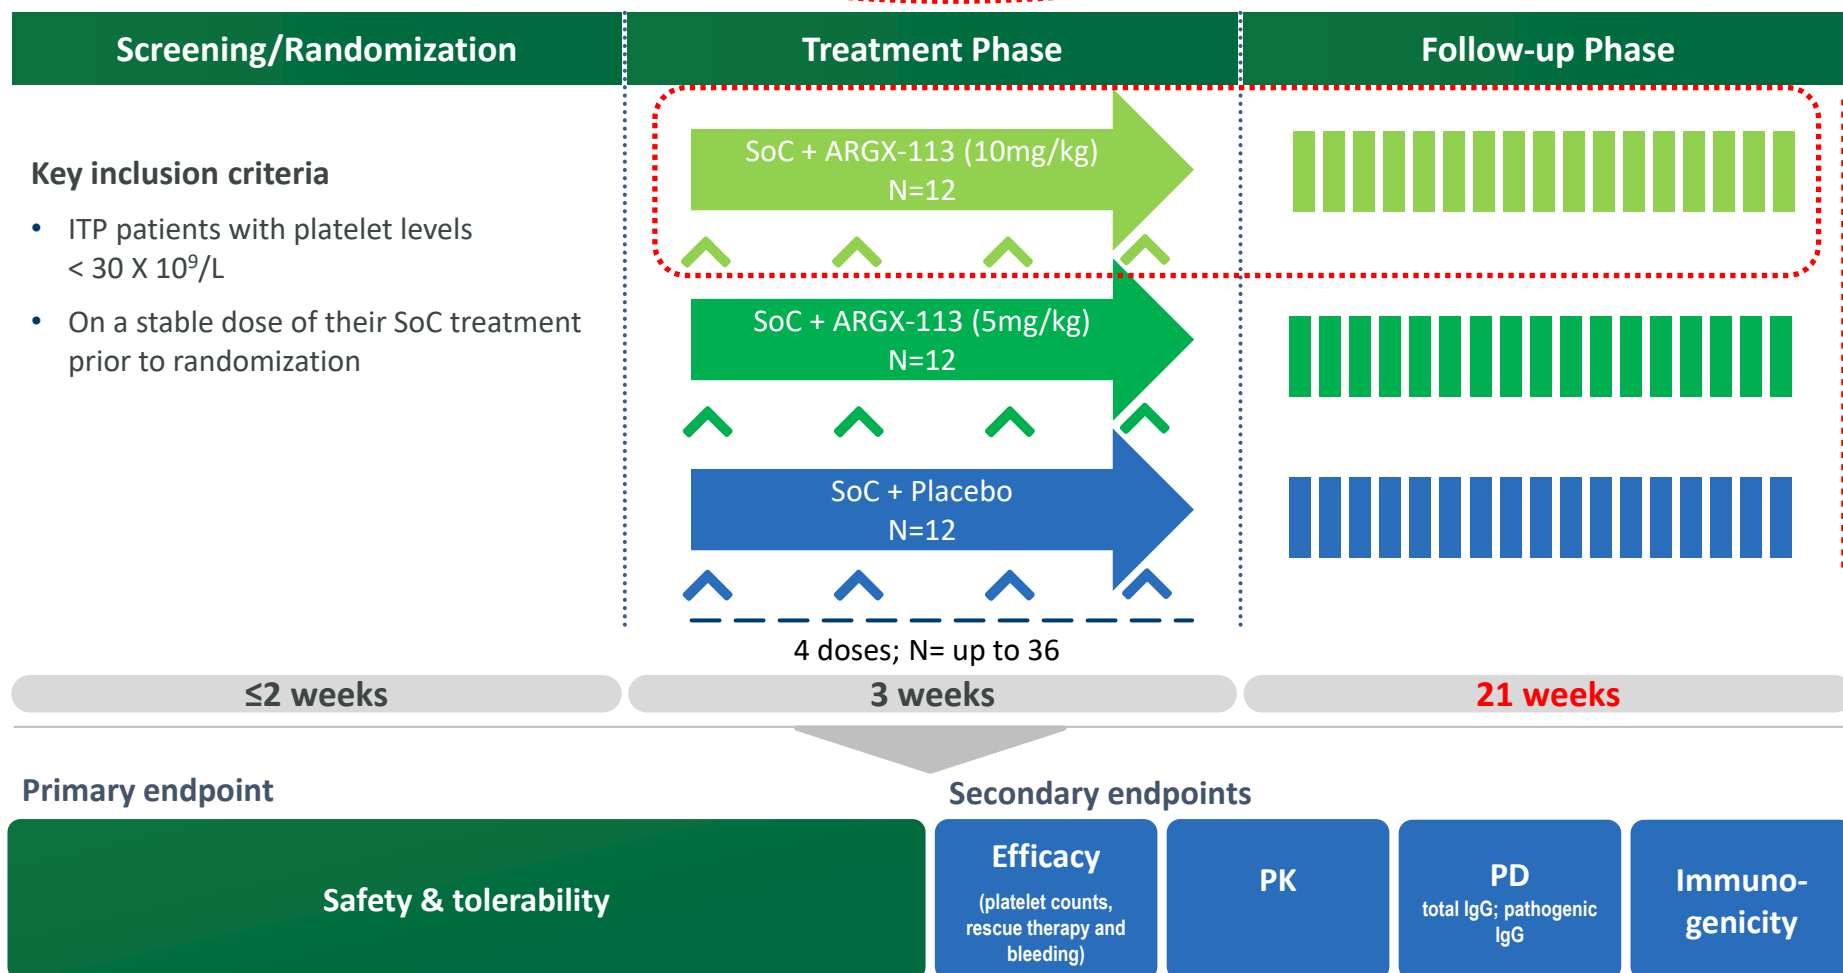 Screening/Randomization
Treatment Phase
Follow-up Phase
Key inclusion criteria
• ITP patients with platelet levels
< 30 X 10⁹/L
• On a stable dose of their SoC treatment
prior to randomization
SoC + ARGX-113 (10mg/kg)
N=12
SoC + ARGX-113 (5mg/kg)
N=12
SoC + Placebo
N=12
4 doses; N= up to 36
≤2 weeks
3 weeks
21 weeks
Primary endpoint
Safety & tolerability
Secondary endpoints
Efficacy
(platelet counts,
rescue therapy and
bleeding)
PK
PD
total IgG; pathogenic
IgG
Immuno-
genicity